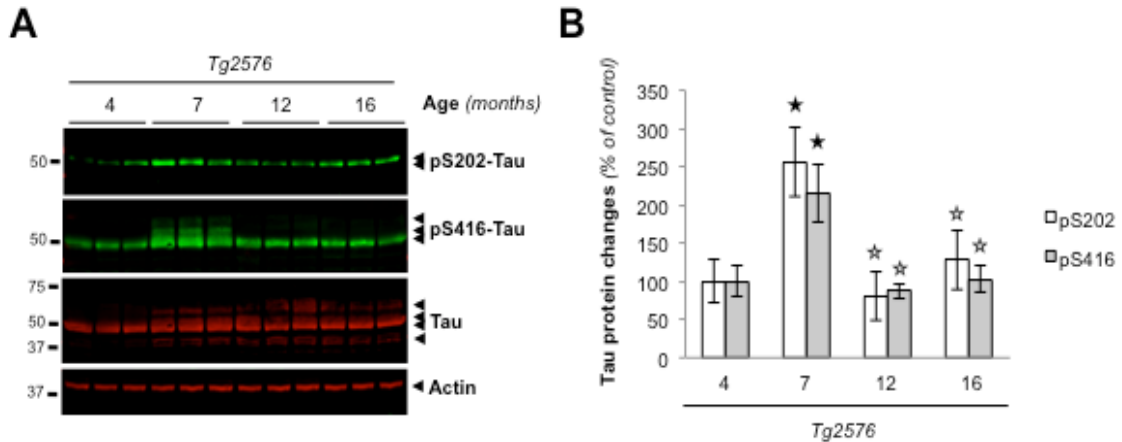 A
Tg2576
4 7 12 16 Age (months)
50 pS202-Tau
50 pS416-Tau
75
50 Tau
37
37 Actin
B
Tau protein changes (% of control)
350
300
250
200
150
100
50
0
★
★
☆ ☆
☆
☆
pS202
pS416
4 7 12 16
Tg2576